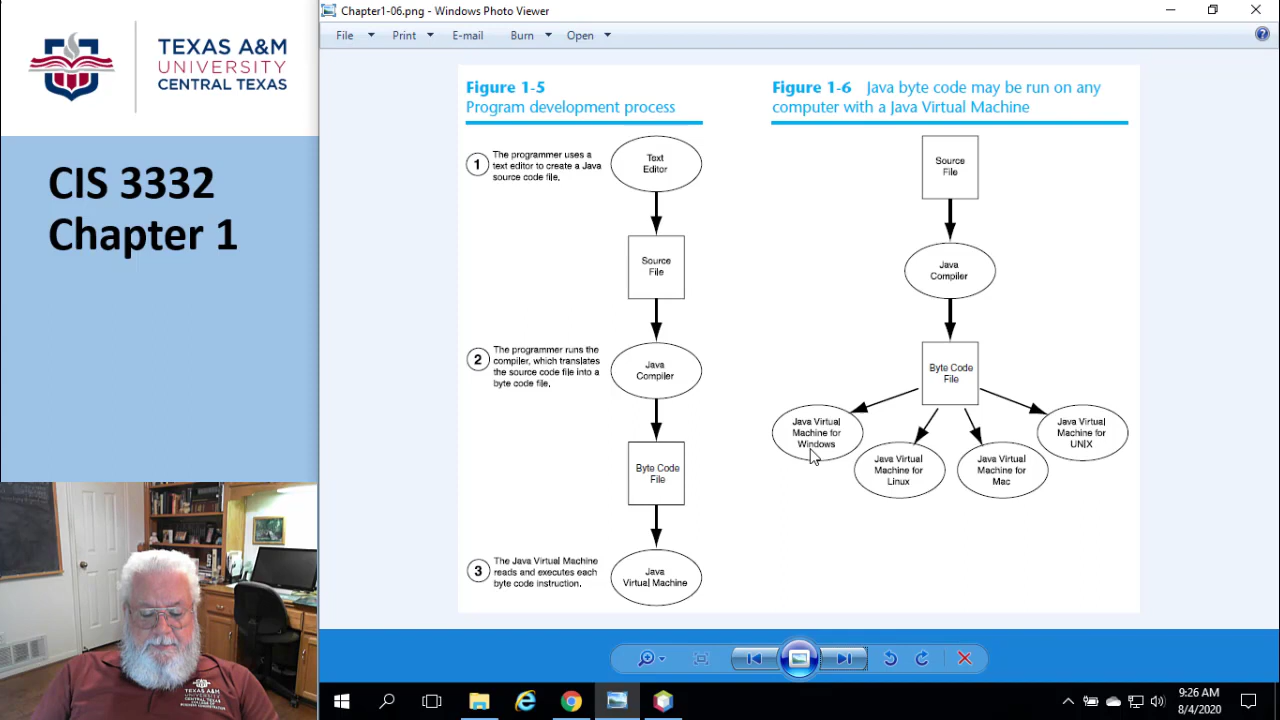 TEXAS A&M
UNIVERSITY
CENTRAL TEXAS
CIS 3332
Chapter 1
Chapter1-06.png - Windows Photo Viewer
File
Print
E-mail
Burn
Open
Figure 1-5
Program development process
1
The programmer uses a
text editor to create a Java
source code file.
Text
Editor
Source
File
2
The programmer runs the
compiler, which translates
the source code file into a
byte code file.
Java
Compiler
Byte Code
File
3
The Java Virtual Machine
reads and executes each
byte code instruction.
Java
Virtual Machine
Figure 1-6 Java byte code may be run on any
computer with a Java Virtual Machine
Source
File
Java
Compiler
Byte Code
File
Java Virtual
Machine for
Windows
Java Virtual
Machine for
Linux
Java Virtual
Machine for
Mac
Java Virtual
Machine for
UNIX
TEXAS A&M
UNIVERSITY
CENTRAL TEXAS
9:26 AM
8/4/2020